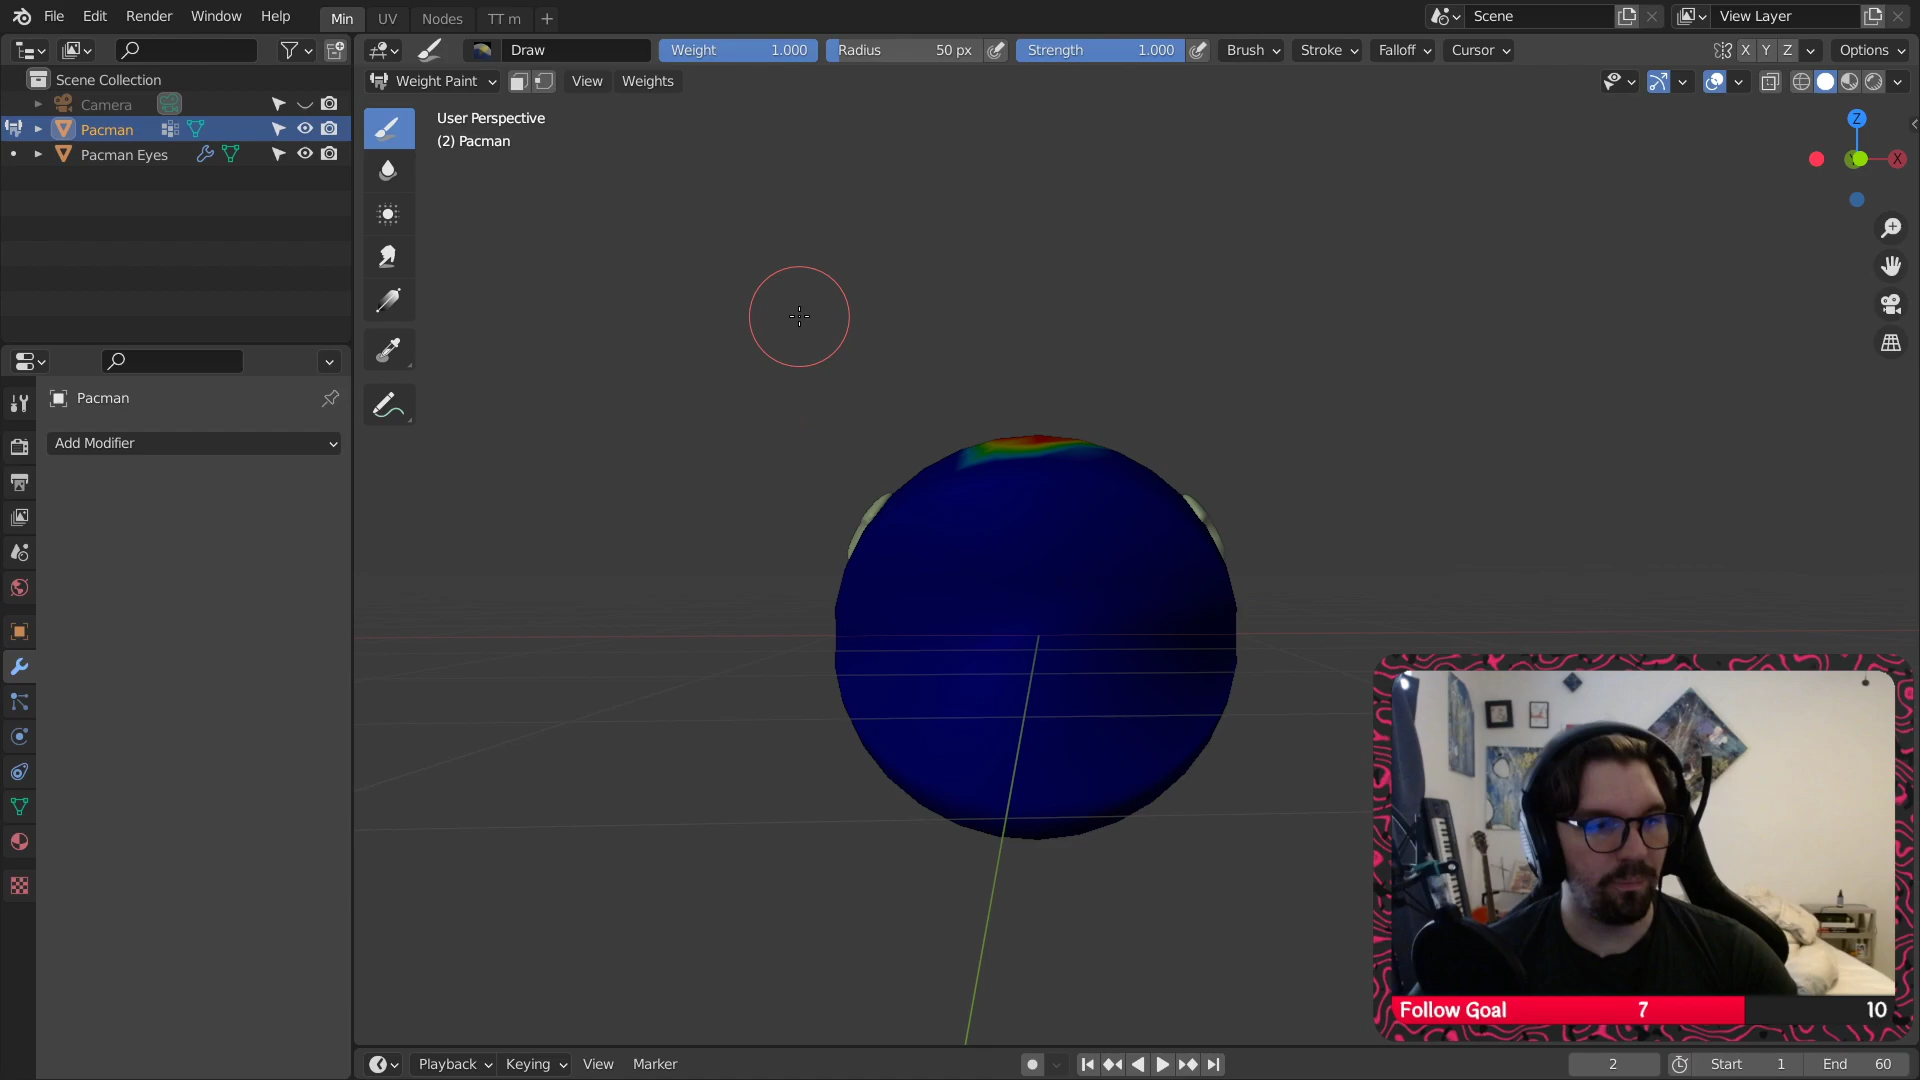 File Edit Render Window Help Min UV Nodes TT m + Scene View Layer
Draw Weight 1.000 Radius 50 px Strength 1.000 Brush Stroke Falloff Cursor X Y Z Options
Scene Collection
Weight Paint View Weights
Camera
Pacman
Pacman Eyes
User Perspective
(2) Pacman
Z
X
Pacman
Add Modifier
Follow Goal 7 10
Playback Keying View Marker 2 Start 1 End 60